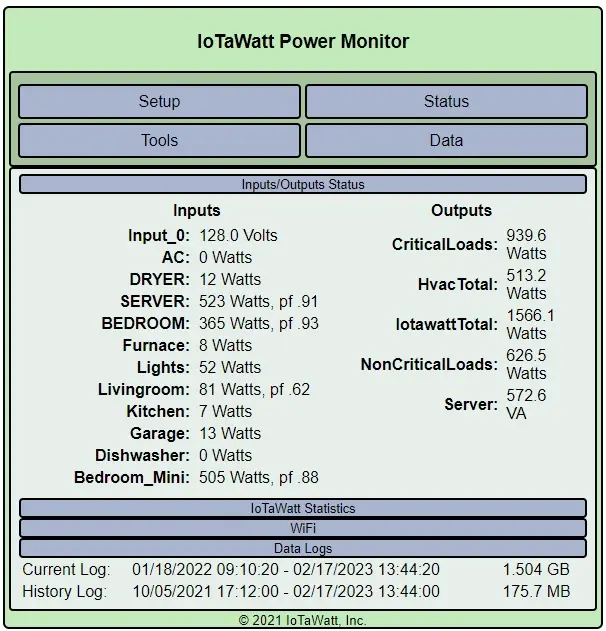 IoTaWatt Power Monitor
Setup
Status
Tools
Data
Inputs/Outputs Status
Inputs
Input_0: 128.0 Volts
AC: 0 Watts
DRYER: 12 Watts
SERVER: 523 Watts, pf .91
BEDROOM: 365 Watts, pf .93
Furnace: 8 Watts
Lights: 52 Watts
Livingroom: 81 Watts, pf .62
Kitchen: 7 Watts
Garage: 13 Watts
Dishwasher: 0 Watts
Bedroom_Mini: 505 Watts, pf .88
Outputs
CriticalLoads: 939.6
Watts
HvacTotal: 513.2
Watts
IotawattTotal: 1566.1
Watts
NonCriticalLoads: 626.5
Watts
Server: 572.6
VA
IoTaWatt Statistics
WiFi
Data Logs
Current Log: 01/18/2022 09:10:20 - 02/17/2023 13:44:20 1.504 GB
History Log: 10/05/2021 17:12:00 - 02/17/2023 13:44:00 175.7 MB
© 2021 IoTaWatt, Inc.